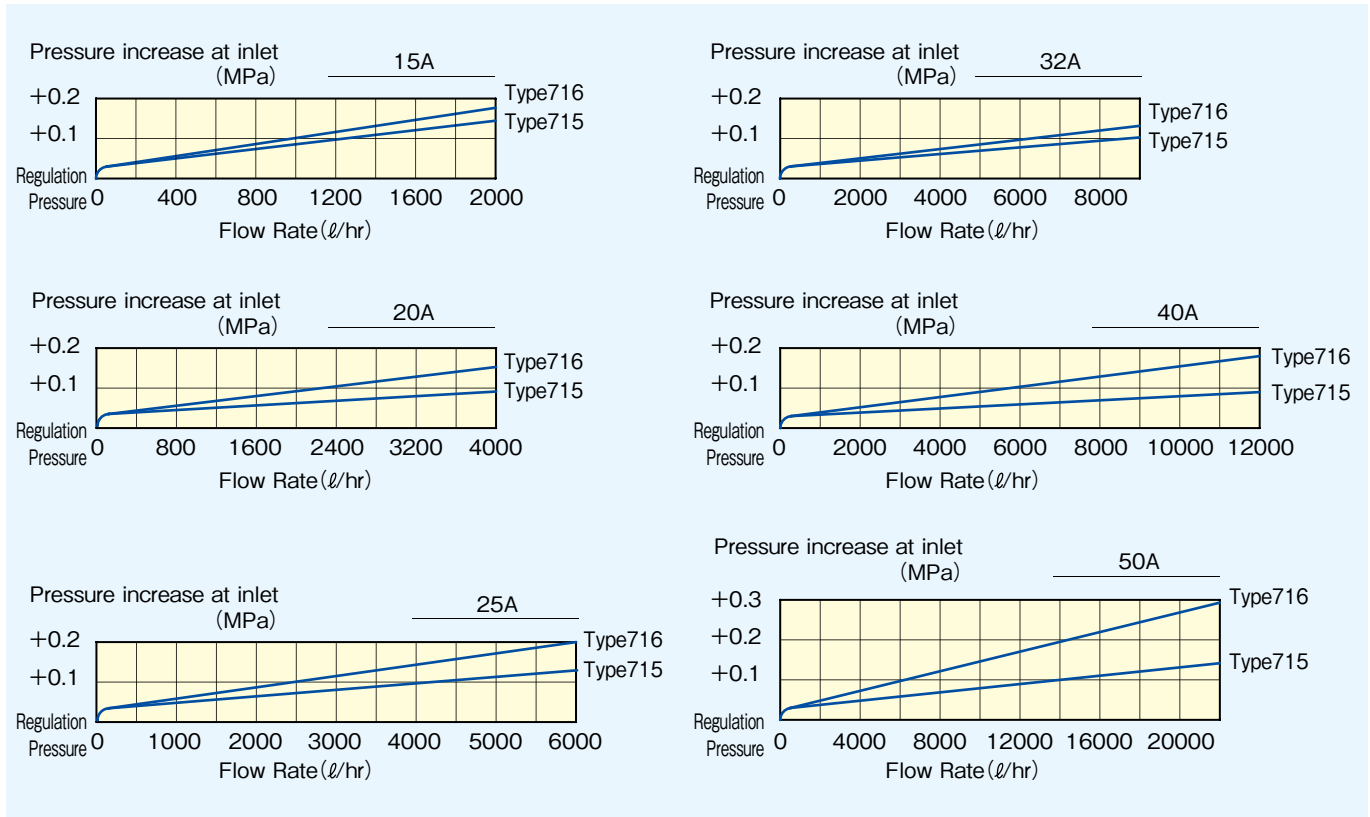 Pressure increase at inlet
(MPa)
15A
+0.2
+0.1
Regulation
Pressure
0 400 800 1200 1600 2000
Type716
Type715
Flow Rate(ℓ/hr)
Pressure increase at inlet
(MPa)
32A
+0.2
+0.1
Regulation
Pressure
0 2000 4000 6000 8000
Type716
Type715
Flow Rate(ℓ/hr)
Pressure increase at inlet
(MPa)
20A
+0.2
+0.1
Regulation
Pressure
0 800 1600 2400 3200 4000
Type716
Type715
Flow Rate(ℓ/hr)
Pressure increase at inlet
(MPa)
40A
+0.2
+0.1
Regulation
Pressure
0 2000 4000 6000 8000 10000 12000
Type716
Type715
Flow Rate(ℓ/hr)
Pressure increase at inlet
(MPa)
25A
+0.2
+0.1
Regulation
Pressure
0 1000 2000 3000 4000 5000 6000
Type716
Type715
Flow Rate(ℓ/hr)
Pressure increase at inlet
(MPa)
50A
+0.3
+0.2
+0.1
Regulation
Pressure
0 4000 8000 12000 16000 20000
Type716
Type715
Flow Rate(ℓ/hr)